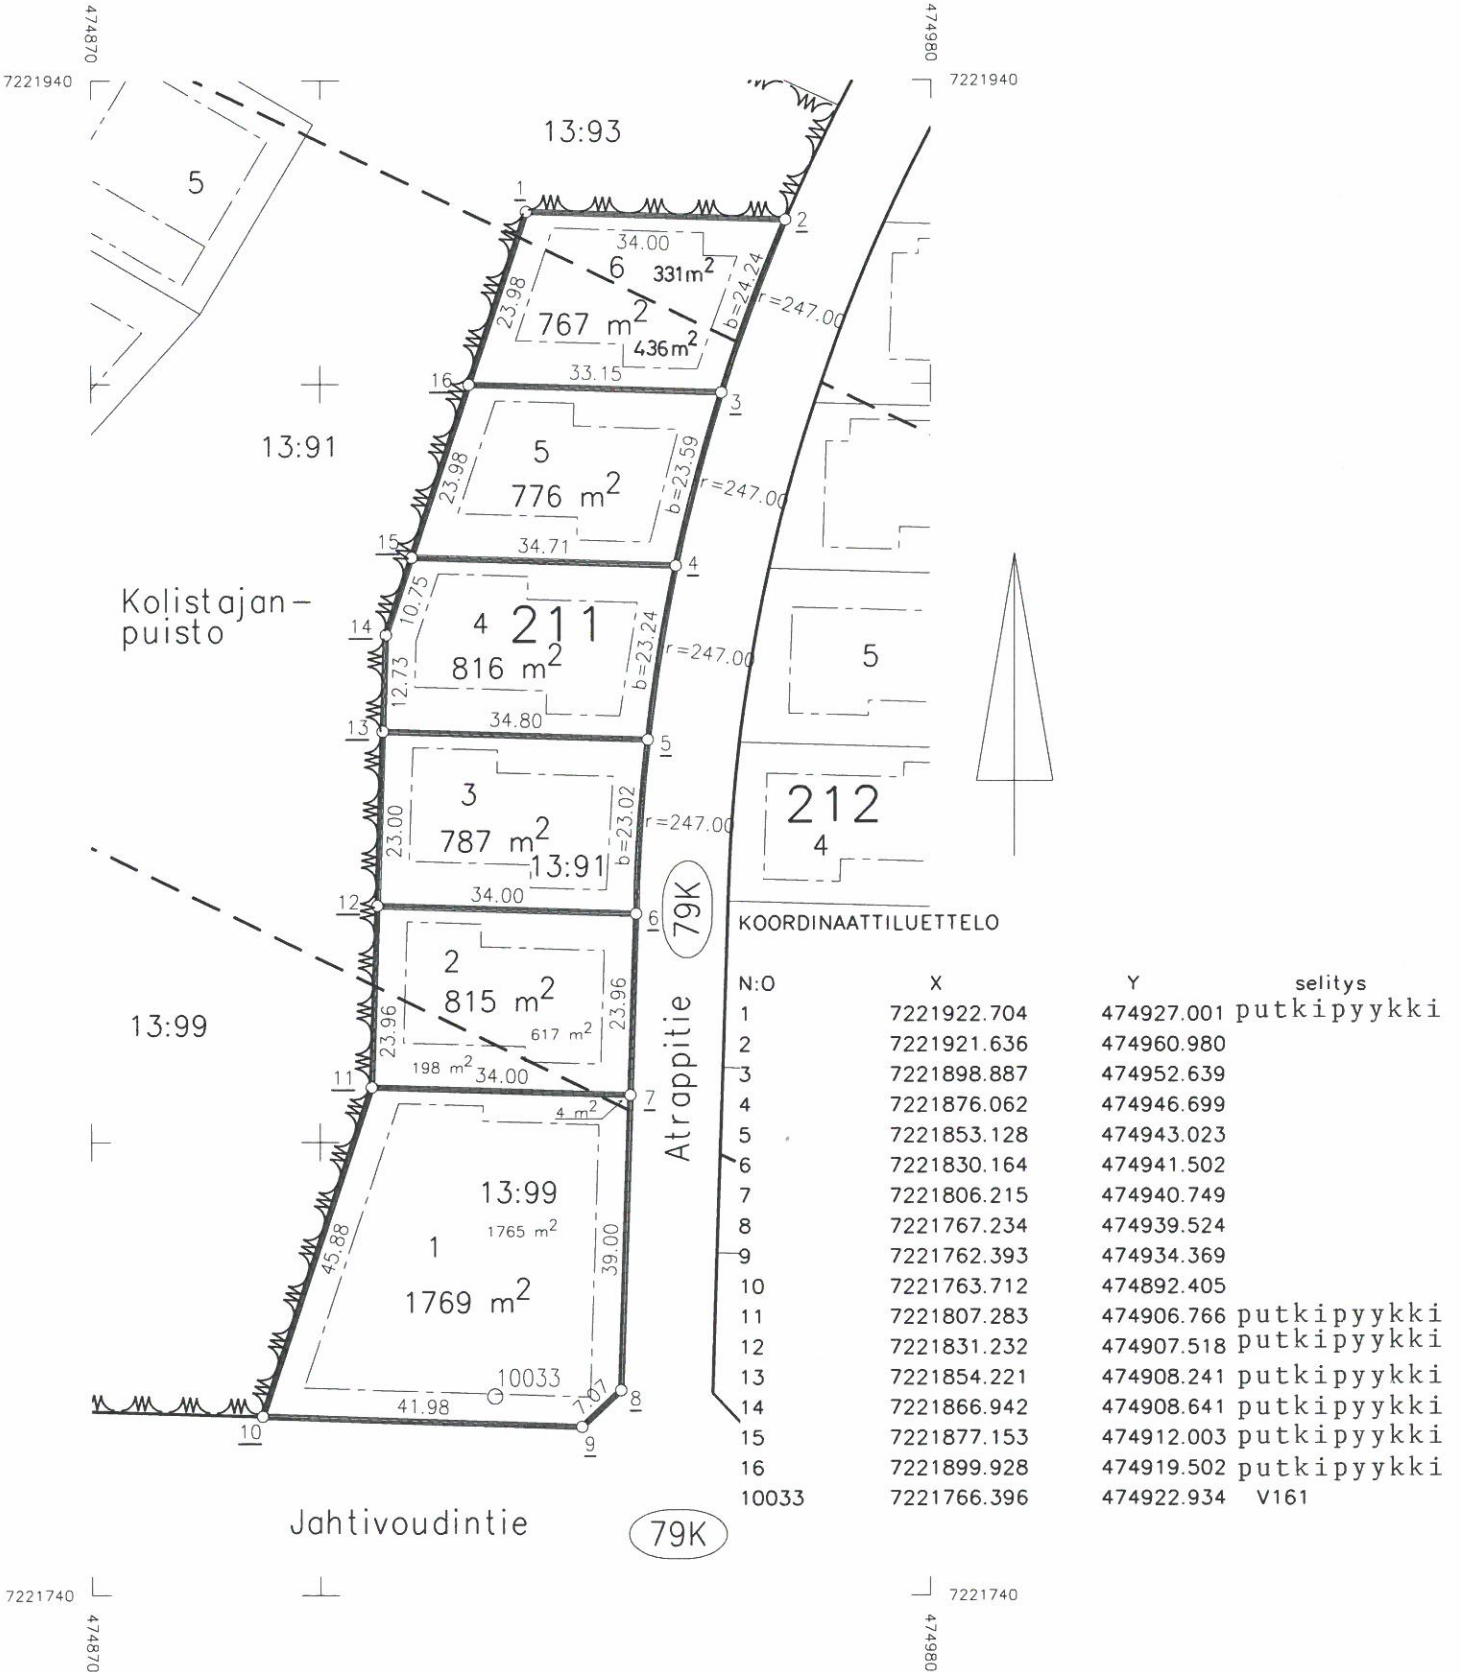 474870
474980
7221940
7221940
13:93
5
1
2
34.00
6
331m²
23.98
b=24.24
r=247.00
767 m²
436m²
33.15
16
3
13:91
5
776 m²
23.98
b=23.59
r=247.00
34.71
15
4
Kolistajan-
puisto
10.75
14
4
211
816 m²
12.73
b=23.24
r=247.00
5
34.80
13
5
3
787 m²
23.00
13:91
b=23.02
r=247.00
212
4
34.00
12
6
79K
2
815 m²
23.96
23.96
617 m²
198 m²
34.00
13:99
11
7
4 m²
Atrappitie
13:99
1765 m²
1
1769 m²
45.88
39.00
10033
41.98
7.07
8
10
9
Jahtivoudintie
79K
KOORDINAATTILUETTELO
N:O X Y selitys
1 7221922.704 474927.001 putkipyykki
2 7221921.636 474960.980
3 7221898.887 474952.639
4 7221876.062 474946.699
5 7221853.128 474943.023
6 7221830.164 474941.502
7 7221806.215 474940.749
8 7221767.234 474939.524
9 7221762.393 474934.369
10 7221763.712 474892.405
11 7221807.283 474906.766 putkipyykki
12 7221831.232 474907.518 putkipyykki
13 7221854.221 474908.241 putkipyykki
14 7221866.942 474908.641 putkipyykki
15 7221877.153 474912.003 putkipyykki
16 7221899.928 474919.502 putkipyykki
10033 7221766.396 474922.934 V161
7221740
7221740
474870
474980